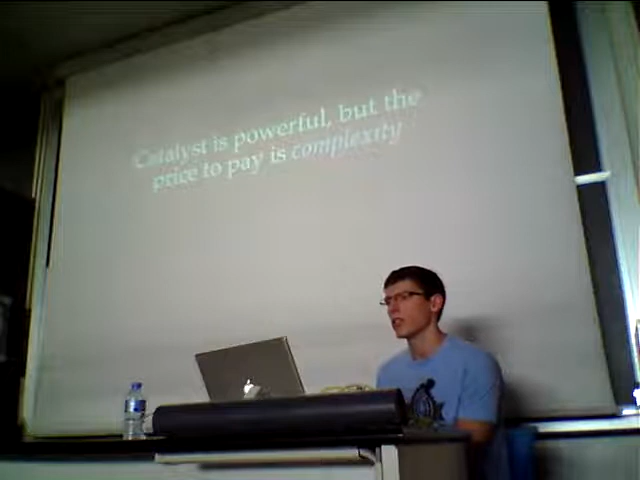 Catalyst is powerful, but the
price to pay is complexity